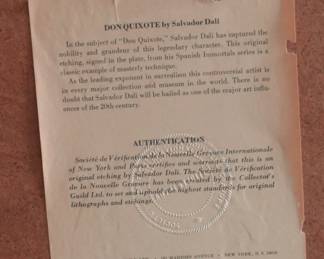 DON QUIXOTE by Salvador Dali
In the subject of "Don Quixote," Salvador Dali has captured the
nobility and grandeur of this legendary character. This original
etching, signed in the plate, from his Spanish Immortals series is a
classic example of masterly technique.
As the leading exponent in surrealism this controversial artist is
in every major collection and museum in the world. There is no
doubt that Salvador Dali will be hailed as one of the major art influ-
ences of the 20th century.
AUTHENTICATION
Société de Vérification de la Nouvelle Gravure Internationale
of New York and Paris certifies and warrants that this is an
original etching by Salvador Dali. The Société de Vérification
de la Nouvelle Gravure has been created by the Collector's
Guild Ltd. to set and uphold the highest standards for original
lithographs and etchings.
MADISON AVENUE • NEW YORK, N.Y.